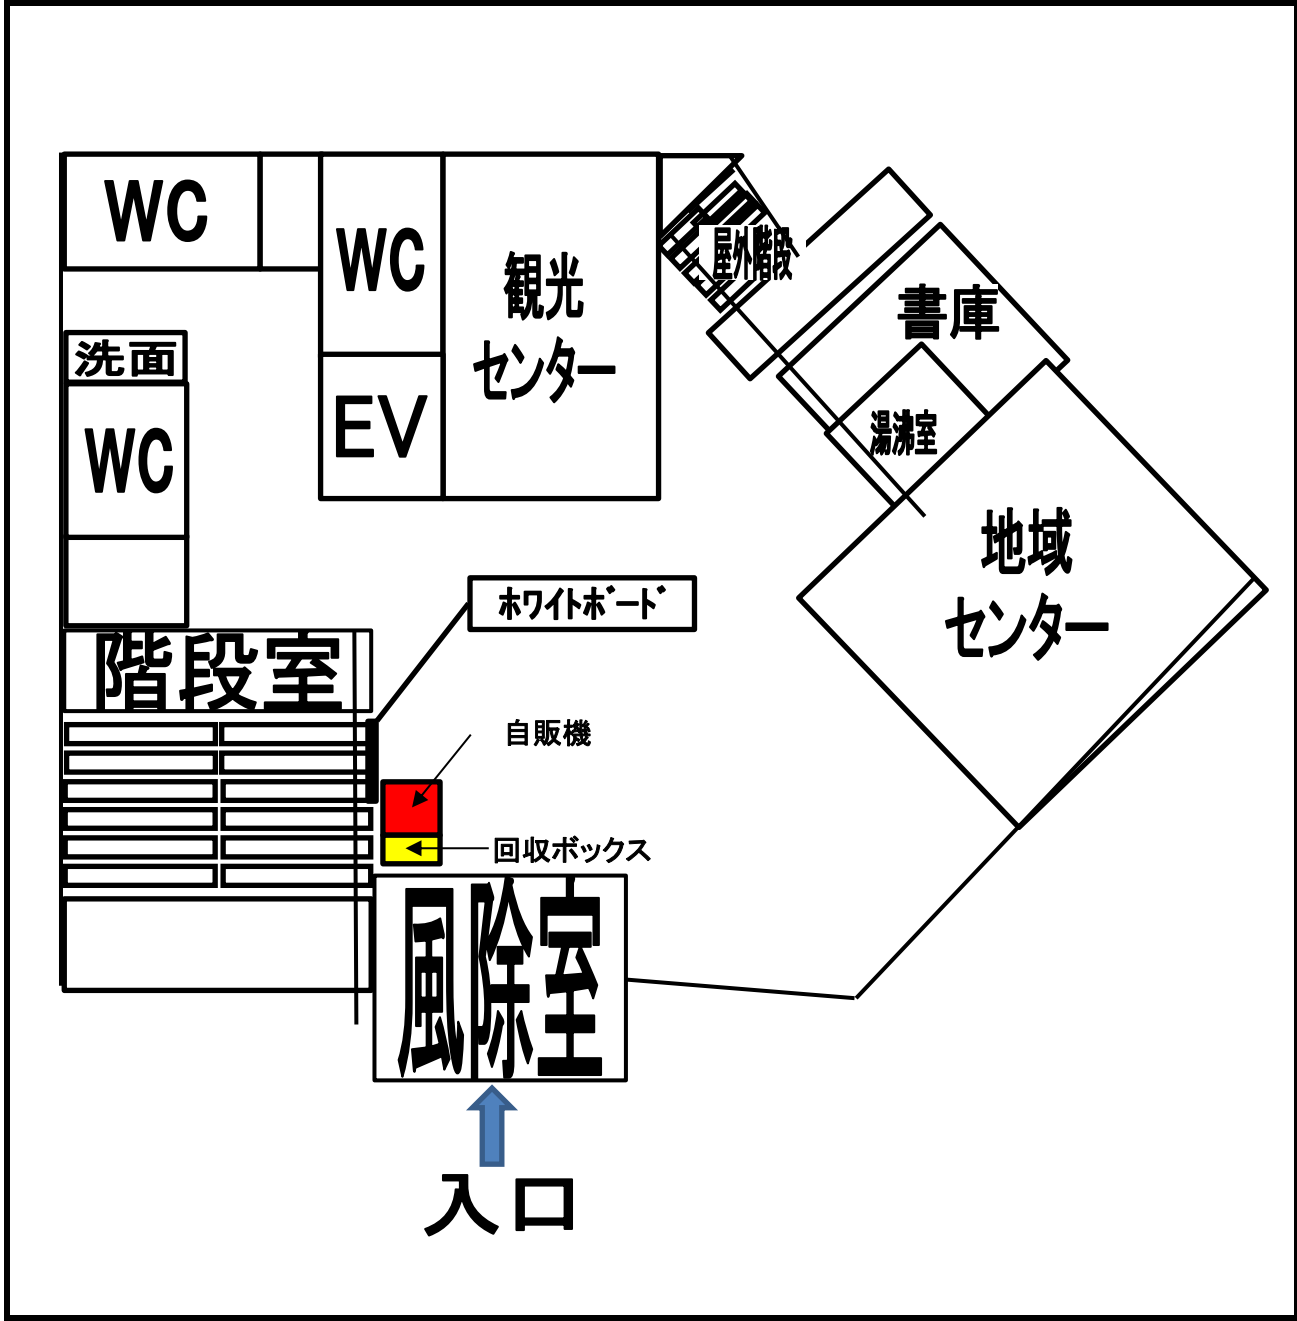 WC
WC
観光
センター
屋外階段
書庫
洗面
WC
EV
湯沸室
地域
センター
ﾎﾜｲﾄﾎﾞｰﾄﾞ
階段室
自販機
回収ボックス
風除室
入口